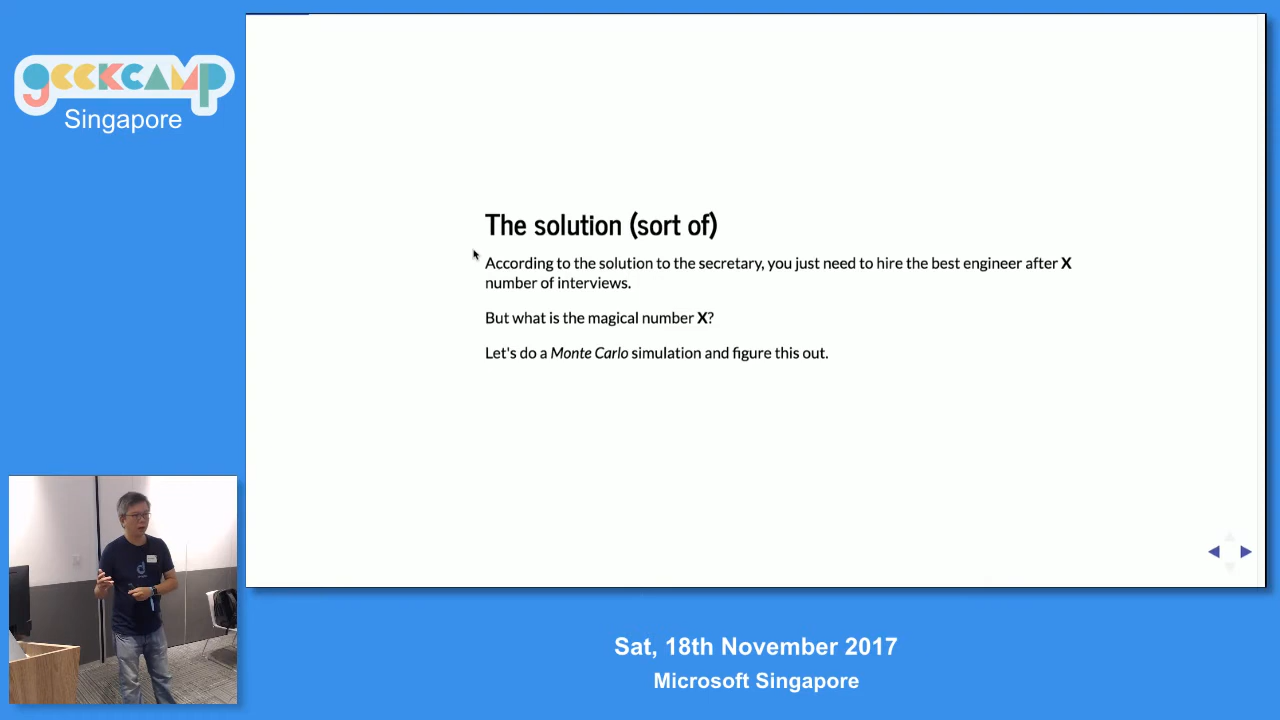 geekcamp
Singapore
The solution (sort of)
According to the solution to the secretary, you just need to hire the best engineer after X
number of interviews.
But what is the magical number X?
Let's do a Monte Carlo simulation and figure this out.
Sat, 18th November 2017
Microsoft Singapore